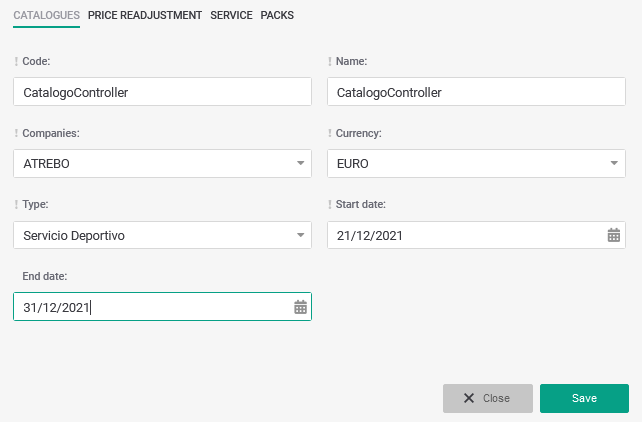 CATALOGUES PRICE READJUSTMENT SERVICE PACKS
! Code: ! Name:
CatalogoController CatalogoController
! Companies: ! Currency:
ATREBO EURO
! Type: ! Start date:
Servicio Deportivo 21/12/2021
End date:
31/12/2021
Close Save